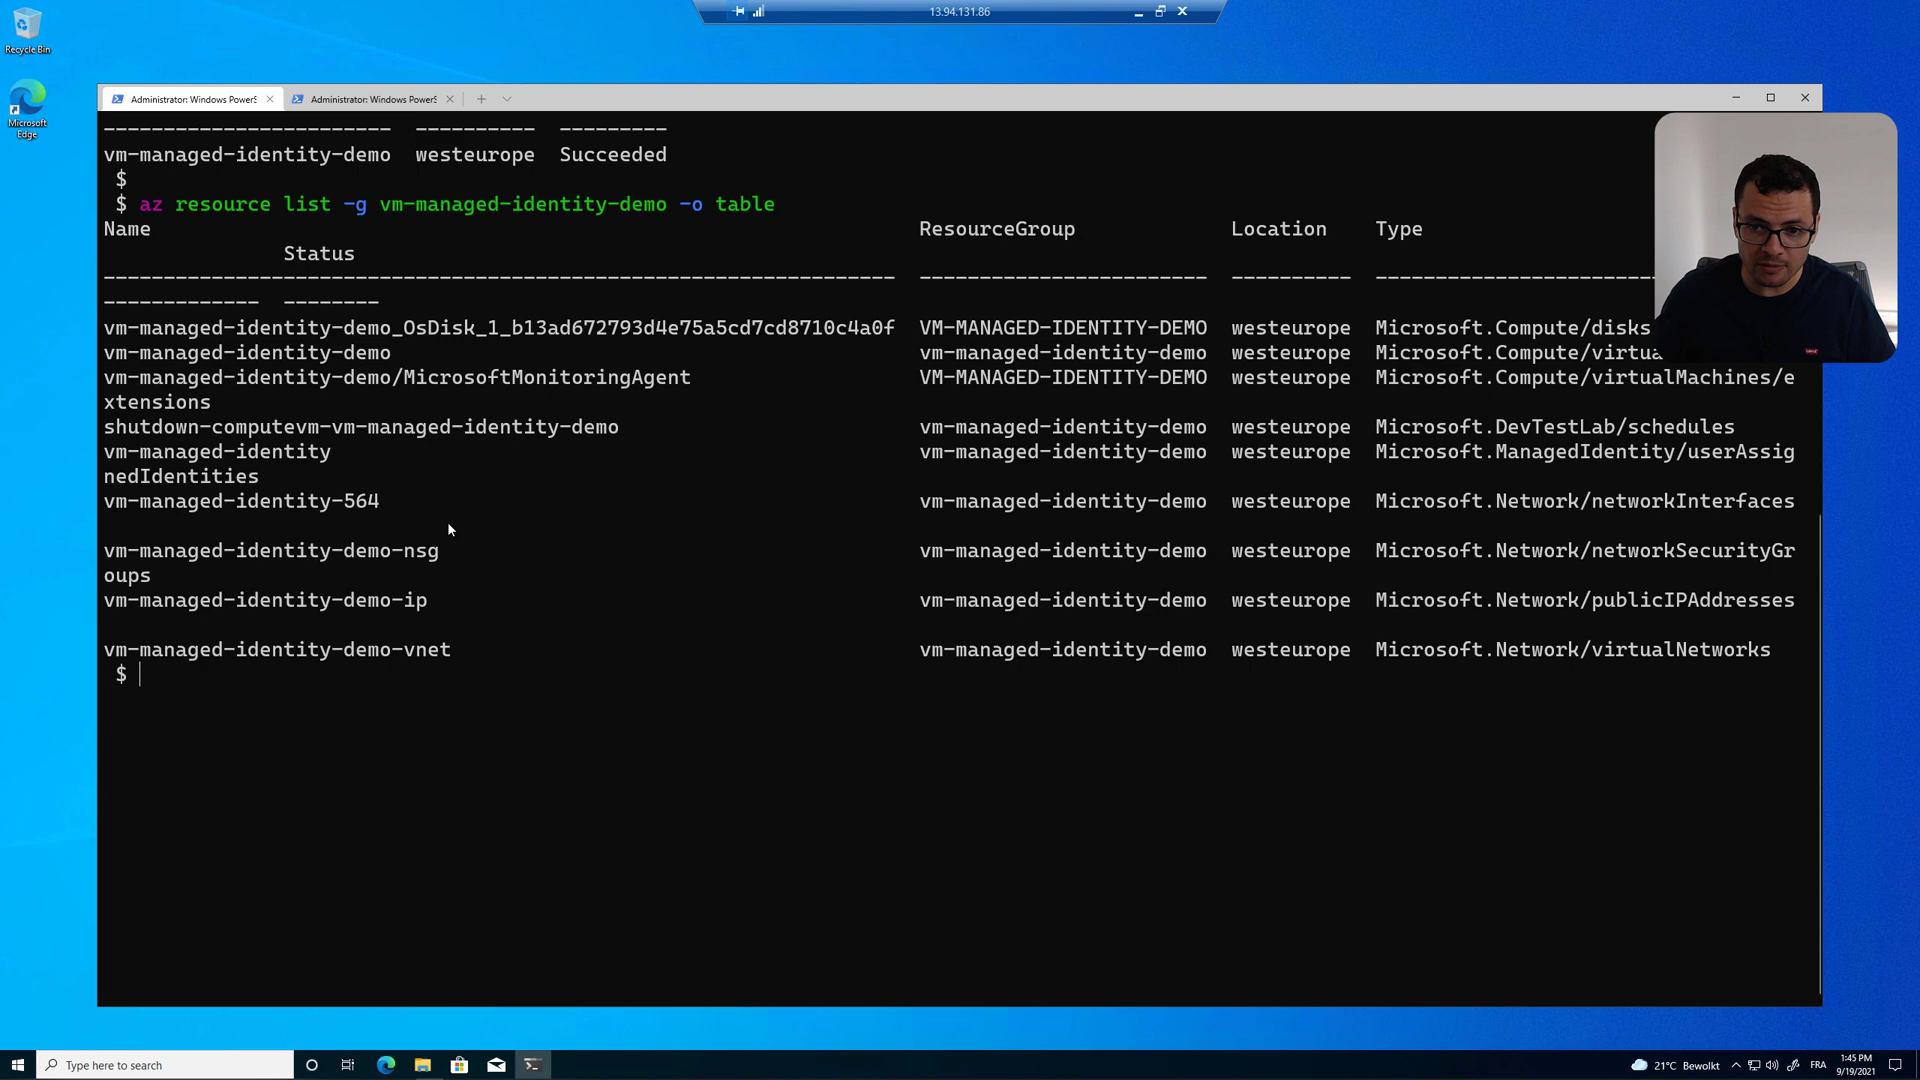 13.94.131.86
Recycle Bin
Microsoft
Edge
Administrator: Windows PowerS
Administrator: Windows PowerS
------------------------ ---------- ---------
vm-managed-identity-demo westeurope Succeeded
$
$ az resource list -g vm-managed-identity-demo -o table
Name ResourceGroup Location Type
Status
------------------------------------------------------------------ ------------------------ ---------- -----------------------
------------- --------
vm-managed-identity-demo_OsDisk_1_b13ad672793d4e75a5cd7cd8710c4a0f VM-MANAGED-IDENTITY-DEMO westeurope Microsoft.Compute/disks
vm-managed-identity-demo vm-managed-identity-demo westeurope Microsoft.Compute/virtua
vm-managed-identity-demo/MicrosoftMonitoringAgent VM-MANAGED-IDENTITY-DEMO westeurope Microsoft.Compute/virtualMachines/e
xtensions
shutdown-computevm-vm-managed-identity-demo vm-managed-identity-demo westeurope Microsoft.DevTestLab/schedules
vm-managed-identity vm-managed-identity-demo westeurope Microsoft.ManagedIdentity/userAssig
nedIdentities
vm-managed-identity-564 vm-managed-identity-demo westeurope Microsoft.Network/networkInterfaces
vm-managed-identity-demo-nsg vm-managed-identity-demo westeurope Microsoft.Network/networkSecurityGr
oups
vm-managed-identity-demo-ip vm-managed-identity-demo westeurope Microsoft.Network/publicIPAddresses
vm-managed-identity-demo-vnet vm-managed-identity-demo westeurope Microsoft.Network/virtualNetworks
$
Type here to search
21°C Bewolkt
FRA
1:45 PM
9/19/2021